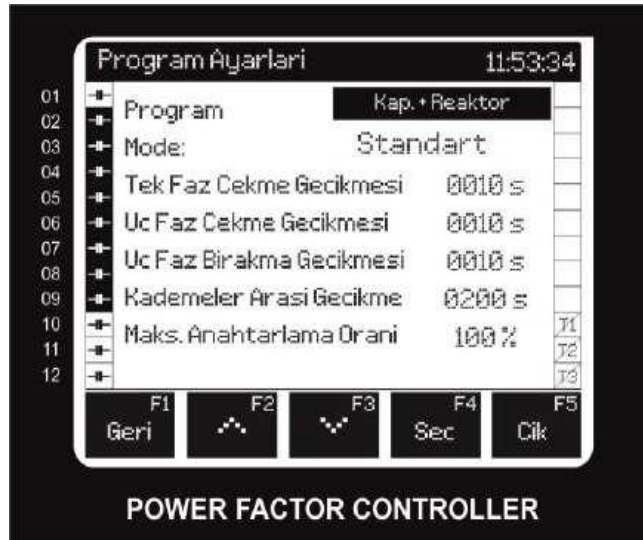 Program Ayarlari 11:53:34
01
02
03
04
05
06
07
08
09
10
11
12
Program Kap.+Reaktor
Mode: Standart
Tek Faz Cekme Gecikmesi 0010 s
Uc Faz Cekme Gecikmesi 0010 s
Uc Faz Birakma Gecikmesi 0010 s
Kademeler Arasi Gecikme 0200 s
Maks. Anahtarlama Orani 100 %
T1
T2
T3
F1 F2 F3 F4 F5
Geri Sec Cik
POWER FACTOR CONTROLLER